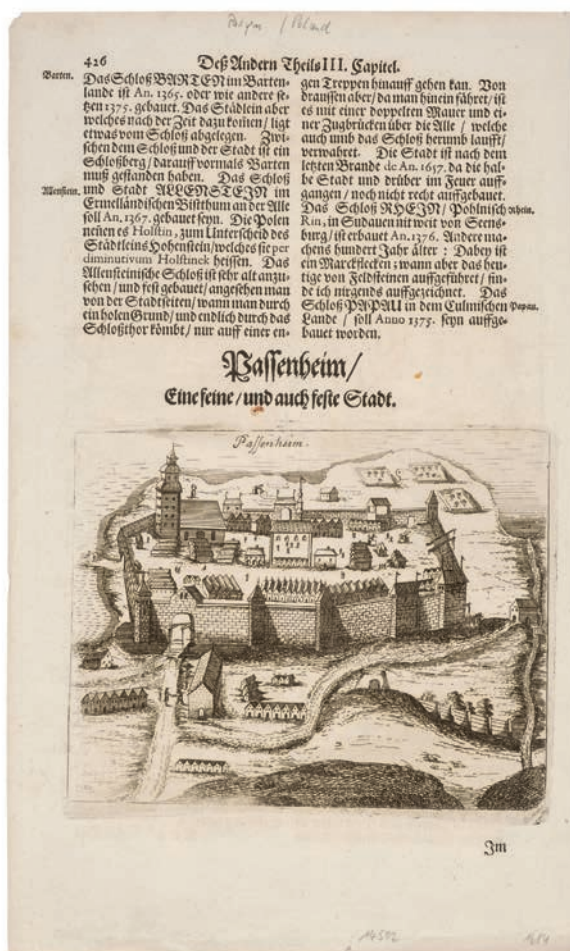 Pasym / Poland
426
Deß Andern Theils III. Capitel.
Barten.
Das Schloß BARTEN im Barten-
lande ist An. 1365. oder wie andere se-
tzen 1375. gebauet. Das Städlein aber
welches nach der Zeit dazu komen / ligt
etwas vom Schloß abgelegen. Zwi-
schen dem Schloß und der Stadt ist ein
Schloßberg / darauff vormals Barten
muß gestanden haben. Das Schloß
Allenstein.
und Stadt ALLENSTEIN im
Ermelländischen Bistthum an der Alle
soll An. 1367. gebauet seyn. Die Polen
nennen es Holstin, zum Unterscheid des
Städtleins Hohenstein / welches sie per
diminutivum Holstinek heissen. Das
Allensteinische Schloß ist sehr alt anzu-
sehen / und fest gebauet / angesehen man
von der Stadtseiten / wann man durch
ein holen Grund / und endlich durch das
Schloßthor kömbt / nur auff einer en-
gen Treppen hinauff gehen kan. Von
draussen aber / da man hinein fähret / ist
es mit einer doppelten Mauer und ei-
ner Zugbrücken über die Alle / welche
auch umb das Schloß herumb laufft /
verwahret. Die Stadt ist nach dem
letzten Brande de An. 1657. da die hal-
be Stadt und drüber im Feuer auff-
gangen / noch nicht recht auffgebauet.
Das Schloß RHEIN / Pohlnisch
Rhein.
Rin, in Sudauen nit weit von Seens-
burg / ist erbauet An. 1376. Andere ma-
chens hundert Jahr älter: Dabey ist
ein Marcktflecken; wann aber das heu-
tige von Feldsteinen auffgeführt / fin-
de ich nirgends auffgezeichnet. Das
Schloß PAPAU in dem Culmischen
Papau.
Lande / soll Anno 1375. seyn auffge-
bauet worden.
Passenheim /
Eine feine / und auch feste Stadt.
Passenheim.
Im
14502
1684